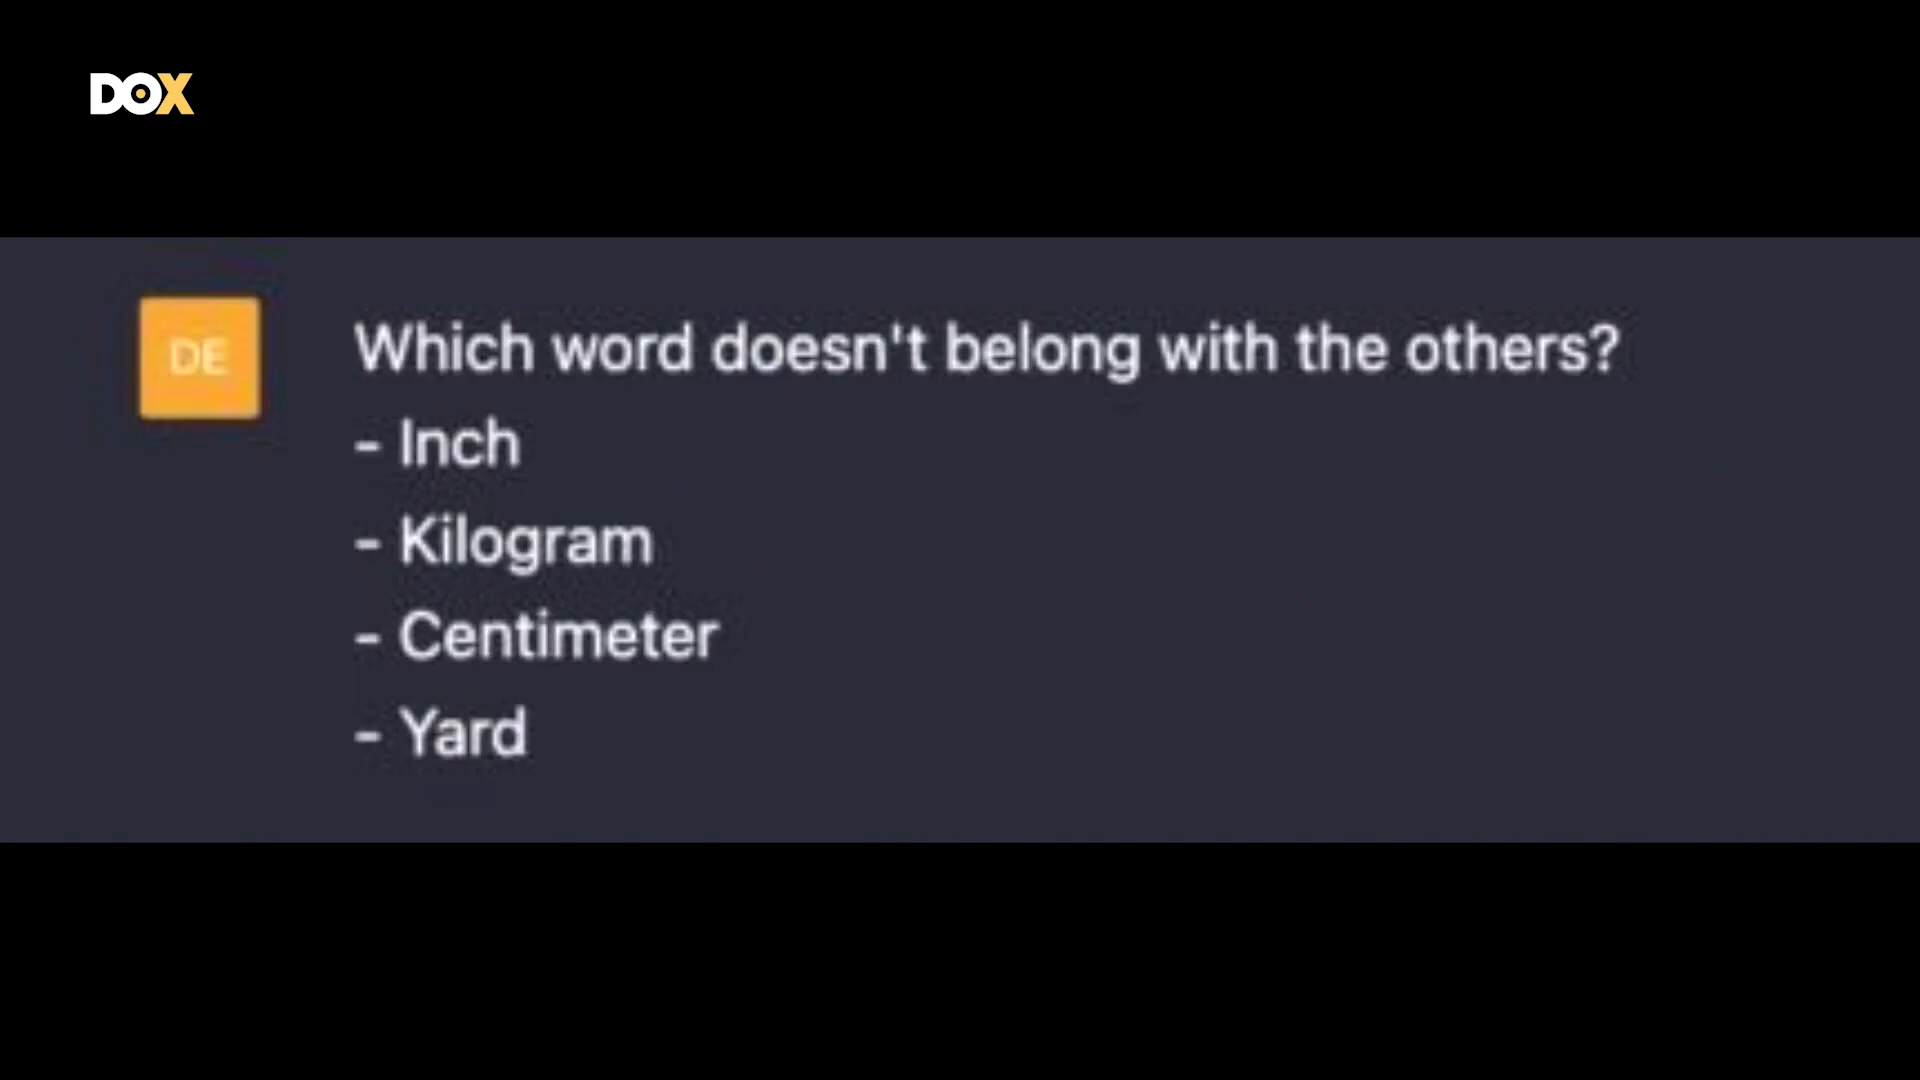 DOX
DE
Which word doesn't belong with the others?
- Inch
- Kilogram
- Centimeter
- Yard